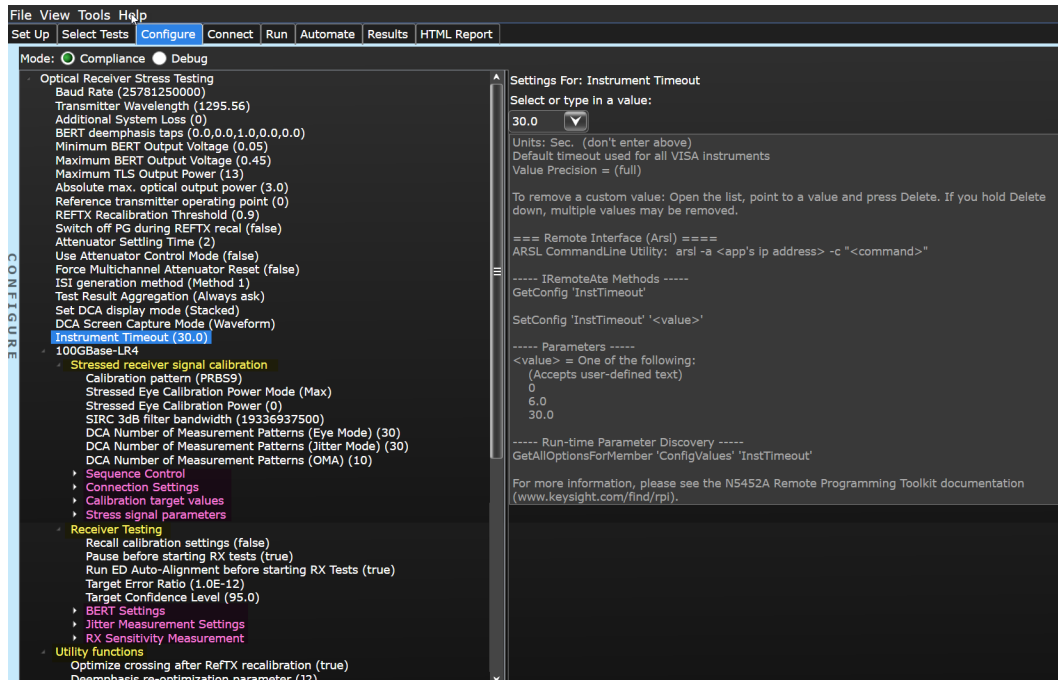 File View Tools Help
Set Up Select Tests Configure Connect Run Automate Results HTML Report
Mode: Compliance Debug
CONFIGURE
Optical Receiver Stress Testing
Baud Rate (25781250000)
Transmitter Wavelength (1295.56)
Additional System Loss (0)
BERT deemphasis taps (0.0,0.0,1.0,0.0,0.0)
Minimum BERT Output Voltage (0.05)
Maximum BERT Output Voltage (0.45)
Maximum TLS Output Power (13)
Absolute max. optical output power (3.0)
Reference transmitter operating point (0)
REFTX Recalibration Threshold (0.9)
Switch off PG during REFTX recal (false)
Attenuator Settling Time (2)
Use Attenuator Control Mode (false)
Force Multichannel Attenuator Reset (false)
ISI generation method (Method 1)
Test Result Aggregation (Always ask)
Set DCA display mode (Stacked)
DCA Screen Capture Mode (Waveform)
Instrument Timeout (30.0)
100GBase-LR4
Stressed receiver signal calibration
Calibration pattern (PRBS9)
Stressed Eye Calibration Power Mode (Max)
Stressed Eye Calibration Power (0)
SIRC 3dB filter bandwidth (19336937500)
DCA Number of Measurement Patterns (Eye Mode) (30)
DCA Number of Measurement Patterns (Jitter Mode) (30)
DCA Number of Measurement Patterns (OMA) (10)
Sequence Control
Connection Settings
Calibration target values
Stress signal parameters
Receiver Testing
Recall calibration settings (false)
Pause before starting RX tests (true)
Run ED Auto-Alignment before starting RX Tests (true)
Target Error Ratio (1.0E-12)
Target Confidence Level (95.0)
BERT Settings
Jitter Measurement Settings
RX Sensitivity Measurement
Utility functions
Optimize crossing after RefTX recalibration (true)
Deemphasis re-optimization parameter (J2)
Settings For: Instrument Timeout
Select or type in a value:
30.0
Units: Sec. (don't enter above)
Default timeout used for all VISA instruments
Value Precision = (full)
To remove a custom value: Open the list, point to a value and press Delete. If you hold Delete
down, multiple values may be removed.
=== Remote Interface (Arsl) ====
ARSL CommandLine Utility: arsl -a <app's ip address> -c "<command>"
----- IRemoteAte Methods -----
GetConfig 'InstTimeout'
SetConfig 'InstTimeout' '<value>'
----- Parameters -----
<value> = One of the following:
(Accepts user-defined text)
0
6.0
30.0
----- Run-time Parameter Discovery -----
GetAllOptionsForMember 'ConfigValues' 'InstTimeout'
For more information, please see the N5452A Remote Programming Toolkit documentation
(www.keysight.com/find/rpi).